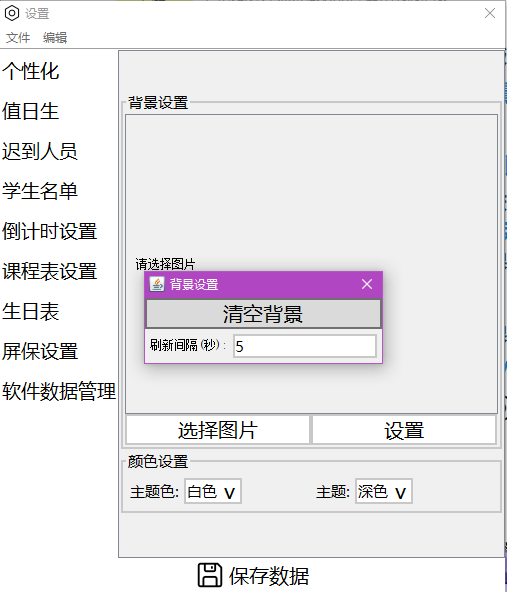 设置
文件 编辑
个性化
值日生
迟到人员
学生名单
倒计时设置
课程表设置
生日表
屏保设置
软件数据管理
背景设置
请选择图片
背景设置
清空背景
刷新间隔(秒): 5
选择图片 设置
颜色设置
主题色: 白色 v 主题: 深色 v
保存数据